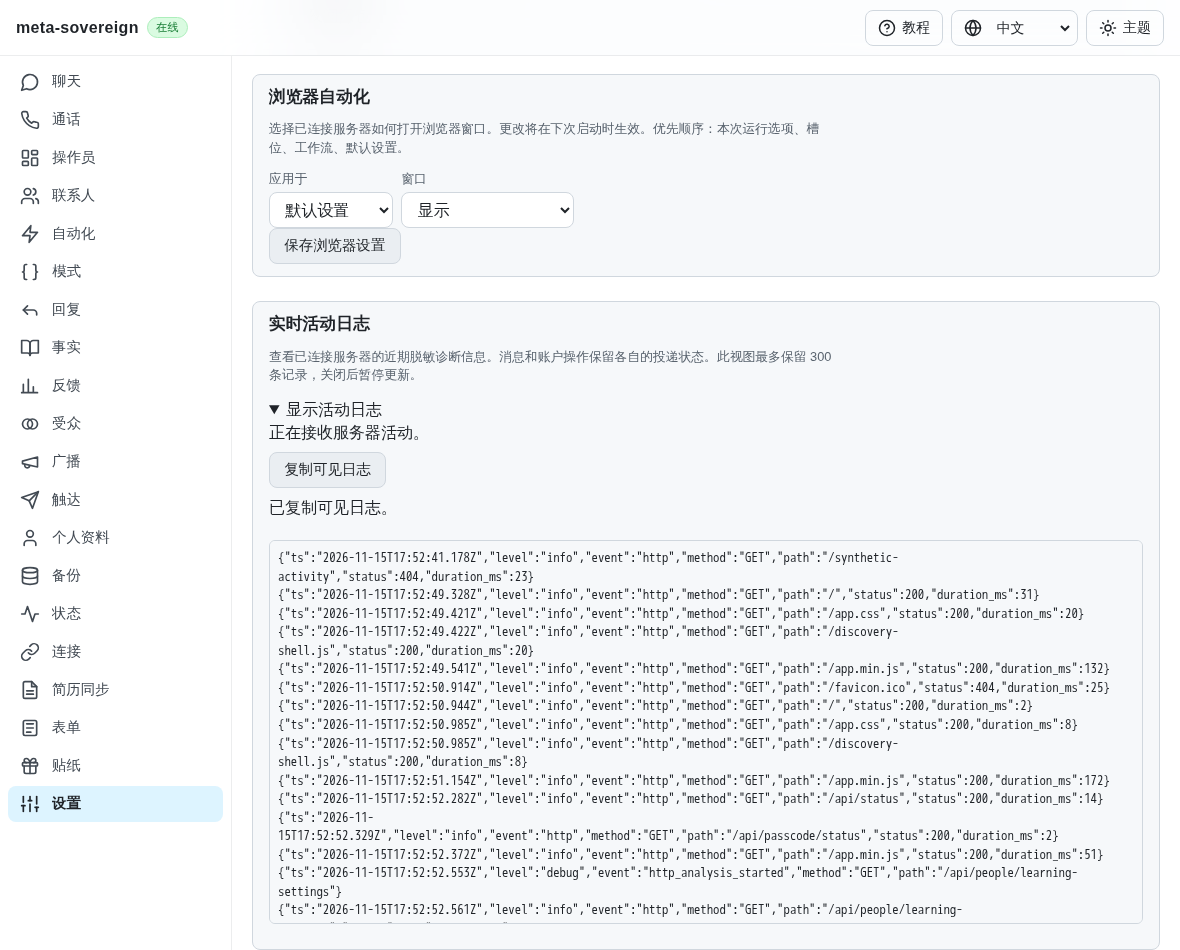 meta-sovereign 在线 教程 中文 主题
聊天
通话
操作员
联系人
自动化
模式
回复
事实
反馈
受众
广播
触达
个人资料
备份
状态
连接
简历同步
表单
贴纸
设置
浏览器自动化
选择已连接服务器如何打开浏览器窗口。更改将在下次启动时生效。优先顺序：本次运行选项、槽
位、工作流、默认设置。
应用于 窗口
默认设置 显示
保存浏览器设置
实时活动日志
查看已连接服务器的近期脱敏诊断信息。消息和账户操作保留各自的投递状态。此视图最多保留 300
条记录，关闭后暂停更新。
▼ 显示活动日志
正在接收服务器活动。
复制可见日志
已复制可见日志。
{"ts":"2026-11-15T17:52:41.178Z","level":"info","event":"http","method":"GET","path":"/synthetic-
activity","status":404,"duration_ms":23}
{"ts":"2026-11-15T17:52:49.328Z","level":"info","event":"http","method":"GET","path":"/","status":200,"duration_ms":31}
{"ts":"2026-11-15T17:52:49.421Z","level":"info","event":"http","method":"GET","path":"/app.css","status":200,"duration_ms":20}
{"ts":"2026-11-15T17:52:49.422Z","level":"info","event":"http","method":"GET","path":"/discovery-
shell.js","status":200,"duration_ms":20}
{"ts":"2026-11-15T17:52:49.541Z","level":"info","event":"http","method":"GET","path":"/app.min.js","status":200,"duration_ms":132}
{"ts":"2026-11-15T17:52:50.914Z","level":"info","event":"http","method":"GET","path":"/favicon.ico","status":404,"duration_ms":25}
{"ts":"2026-11-15T17:52:50.944Z","level":"info","event":"http","method":"GET","path":"/","status":200,"duration_ms":2}
{"ts":"2026-11-15T17:52:50.985Z","level":"info","event":"http","method":"GET","path":"/app.css","status":200,"duration_ms":8}
{"ts":"2026-11-15T17:52:50.985Z","level":"info","event":"http","method":"GET","path":"/discovery-
shell.js","status":200,"duration_ms":8}
{"ts":"2026-11-15T17:52:51.154Z","level":"info","event":"http","method":"GET","path":"/app.min.js","status":200,"duration_ms":172}
{"ts":"2026-11-15T17:52:52.282Z","level":"info","event":"http","method":"GET","path":"/api/status","status":200,"duration_ms":14}
{"ts":"2026-11-
15T17:52:52.329Z","level":"info","event":"http","method":"GET","path":"/api/passcode/status","status":200,"duration_ms":2}
{"ts":"2026-11-15T17:52:52.372Z","level":"info","event":"http","method":"GET","path":"/app.min.js","status":200,"duration_ms":51}
{"ts":"2026-11-15T17:52:52.553Z","level":"debug","event":"http_analysis_started","method":"GET","path":"/api/people/learning-
settings"}
{"ts":"2026-11-15T17:52:52.561Z","level":"info","event":"http","method":"GET","path":"/api/people/learning-